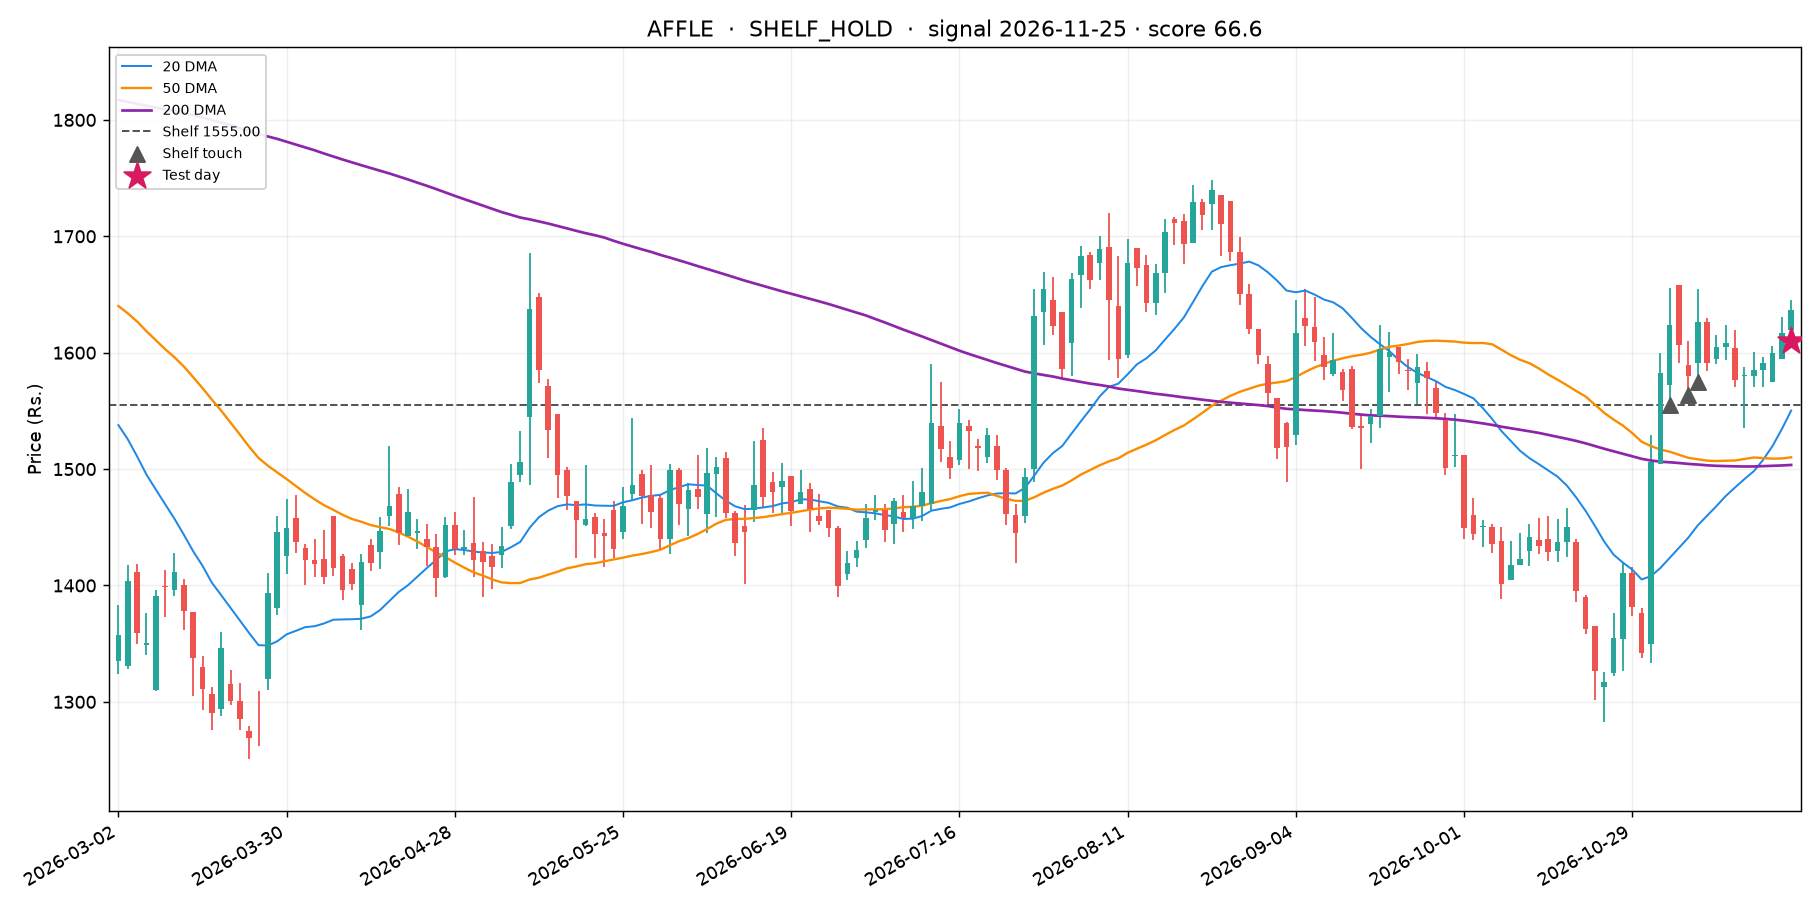 AFFLE · SHELF_HOLD · signal 2026-11-25 · score 66.6
20 DMA
50 DMA
200 DMA
Shelf 1555.00
Shelf touch
Test day
Price (Rs.)
1800
1700
1600
1500
1400
1300
2026-03-02
2026-03-30
2026-04-28
2026-05-25
2026-06-19
2026-07-16
2026-08-11
2026-09-04
2026-10-01
2026-10-29